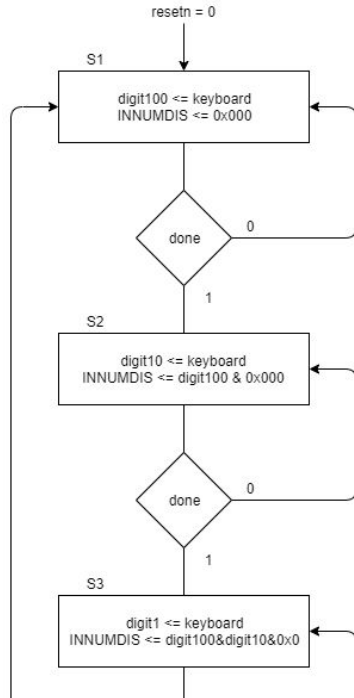 resetn = 0
S1
digit100 <= keyboard
INNUMDIS <= 0x000
done
0
1
S2
digit10 <= keyboard
INNUMDIS <= digit100 & 0x000
done
0
1
S3
digit1 <= keyboard
INNUMDIS <= digit100&digit10&0x0